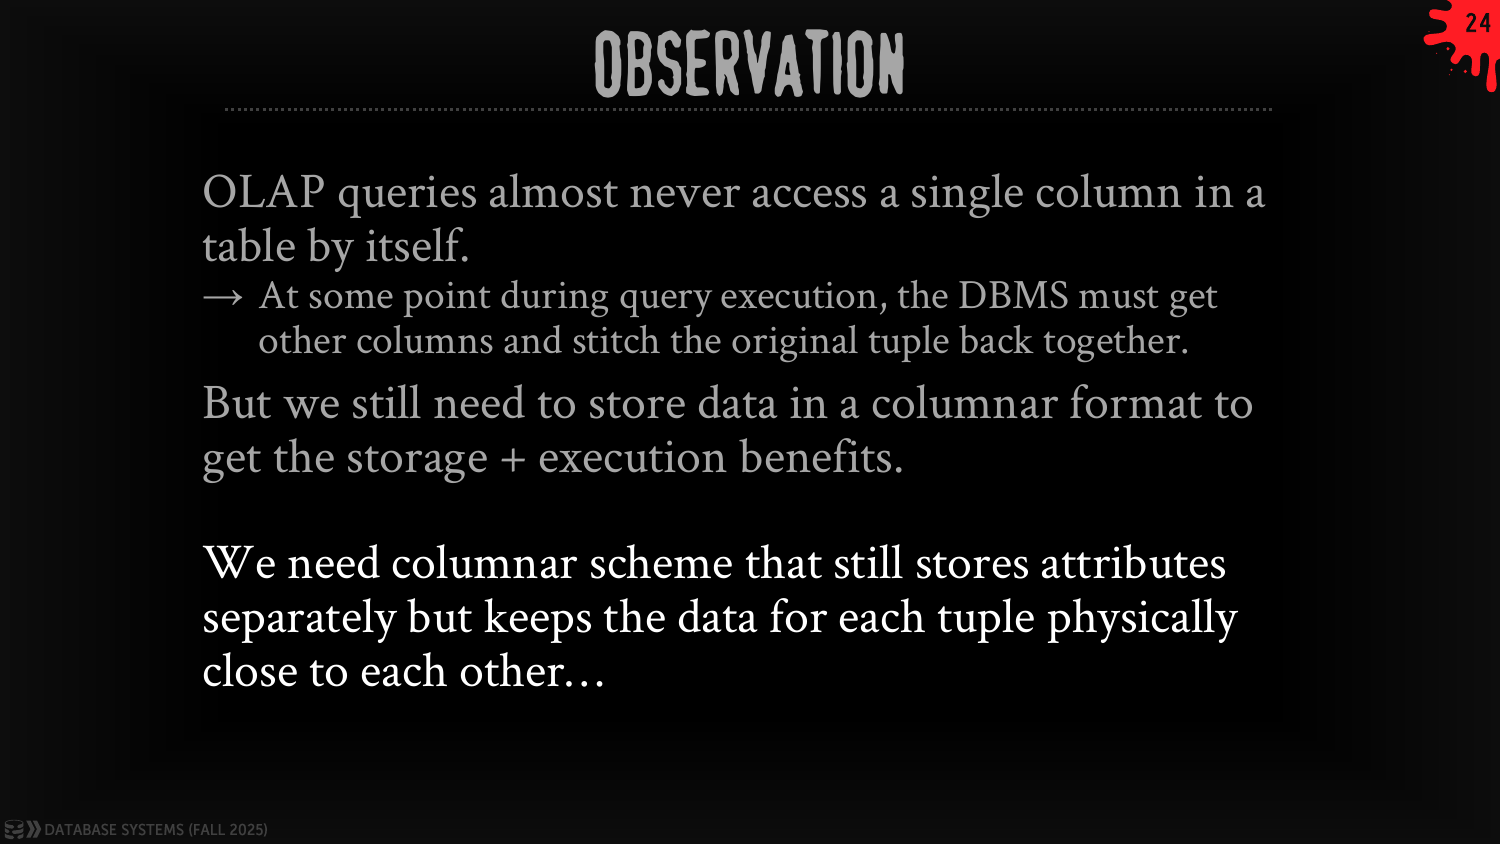 24
OBSERVATION
OLAP queries almost never access a single column in a
table by itself.
→ At some point during query execution, the DBMS must get
other columns and stitch the original tuple back together.
But we still need to store data in a columnar format to
get the storage + execution benefits.
We need columnar scheme that still stores attributes
separately but keeps the data for each tuple physically
close to each other…
DATABASE SYSTEMS (FALL 2025)